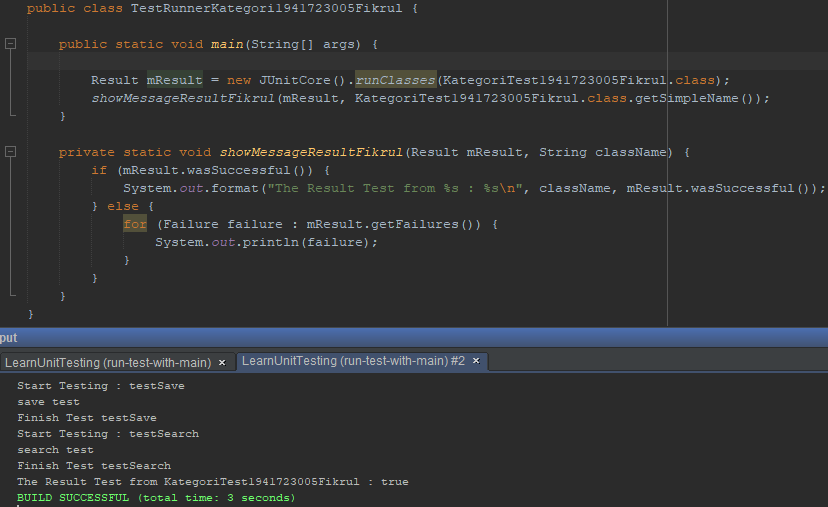 public class TestRunnerKategori1941723005Fikrul {
public static void main(String[] args) {
Result mResult = new JUnitCore().runClasses(KategoriTest1941723005Fikrul.class);
showMessageResultFikrul(mResult, KategoriTest1941723005Fikrul.class.getSimpleName());
}
private static void showMessageResultFikrul(Result mResult, String className) {
if (mResult.wasSuccessful()) {
System.out.format("The Result Test from %s : %s\n", className, mResult.wasSuccessful());
} else {
for (Failure failure : mResult.getFailures()) {
System.out.println(failure);
}
}
}
}
put
LearnUnitTesting (run-test-with-main) × LearnUnitTesting (run-test-with-main) #2 ×
Start Testing : testSave
save test
Finish Test testSave
Start Testing : testSearch
search test
Finish Test testSearch
The Result Test from KategoriTest1941723005Fikrul : true
BUILD SUCCESSFUL (total time: 3 seconds)